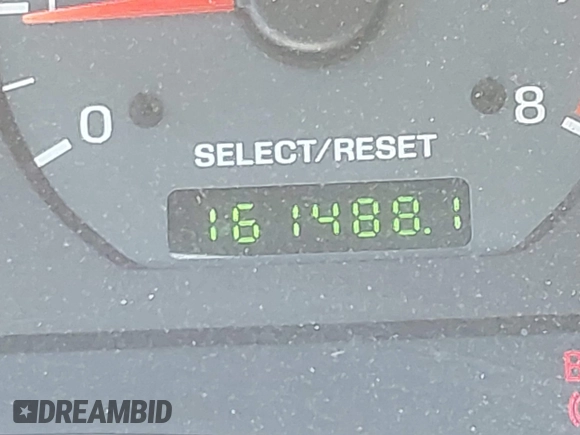 0
8
SELECT/RESET
161488.1
DREAMBID